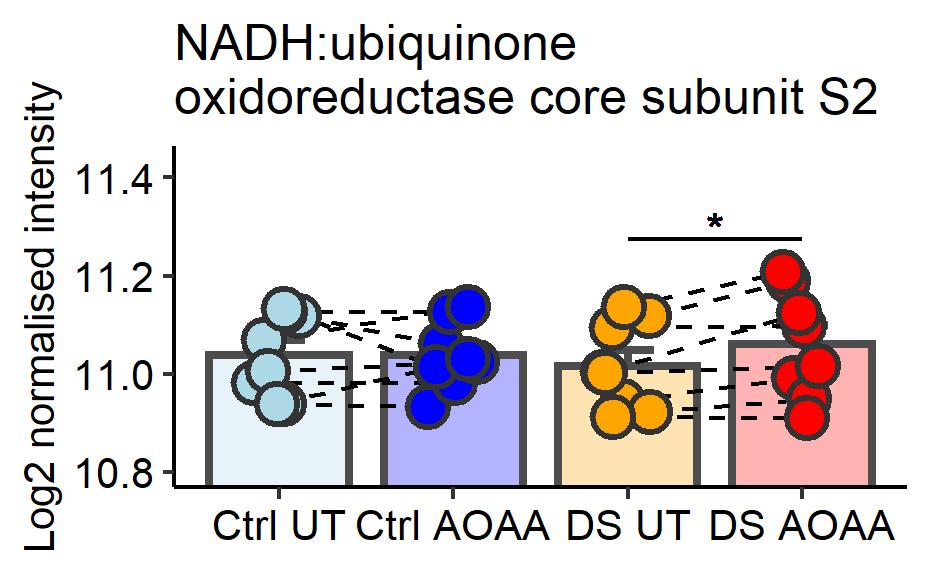 NADH:ubiquinone
oxidoreductase core subunit S2
Log2 normalised intensity
11.4
11.2
11.0
10.8
*
Ctrl UT Ctrl AOAA DS UT DS AOAA